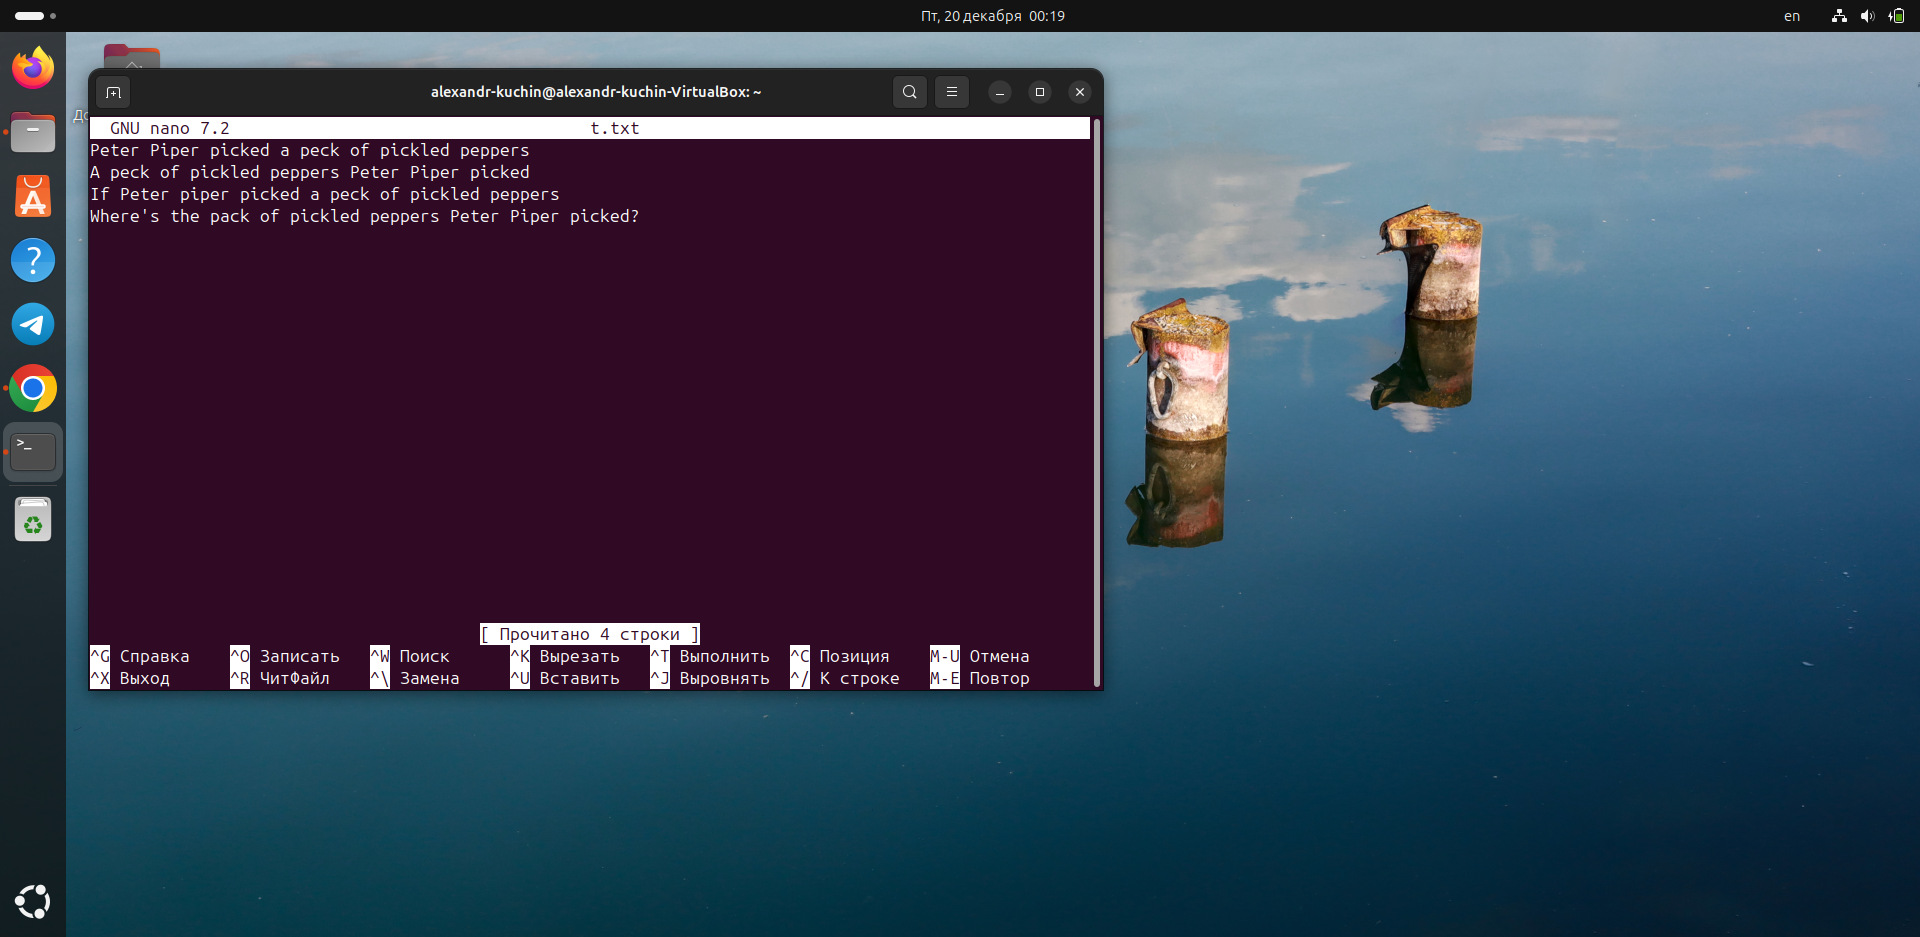 Пт, 20 декабря 00:19
en
alexandr-kuchin@alexandr-kuchin-VirtualBox: ~
GNU nano 7.2 t.txt
Peter Piper picked a peck of pickled peppers
A peck of pickled peppers Peter Piper picked
If Peter piper picked a peck of pickled peppers
Where's the pack of pickled peppers Peter Piper picked?
[ Прочитано 4 строки ]
^G Справка ^O Записать ^W Поиск ^K Вырезать ^T Выполнить ^C Позиция M-U Отмена
^X Выход ^R ЧитФайл ^\ Замена ^U Вставить ^J Выровнять ^/ К строке M-E Повтор